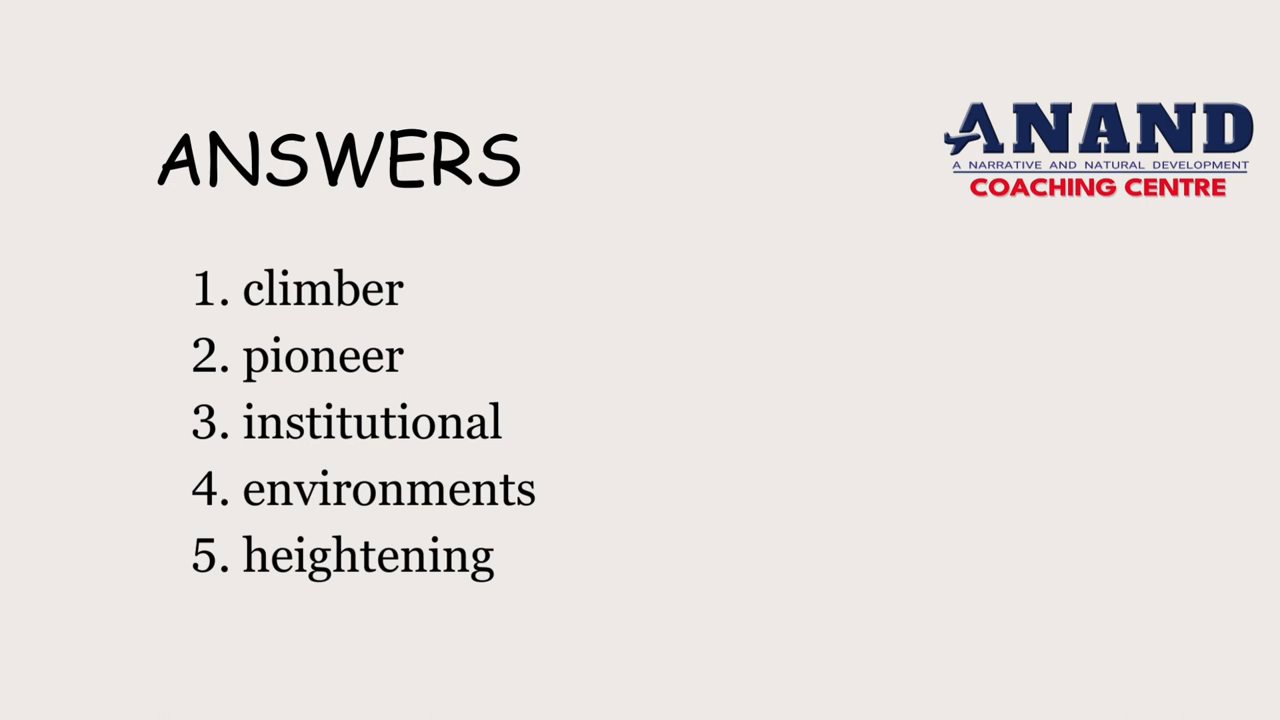 ANAND
A NARRATIVE AND NATURAL DEVELOPMENT
COACHING CENTRE
ANSWERS
1. climber
2. pioneer
3. institutional
4. environments
5. heightening